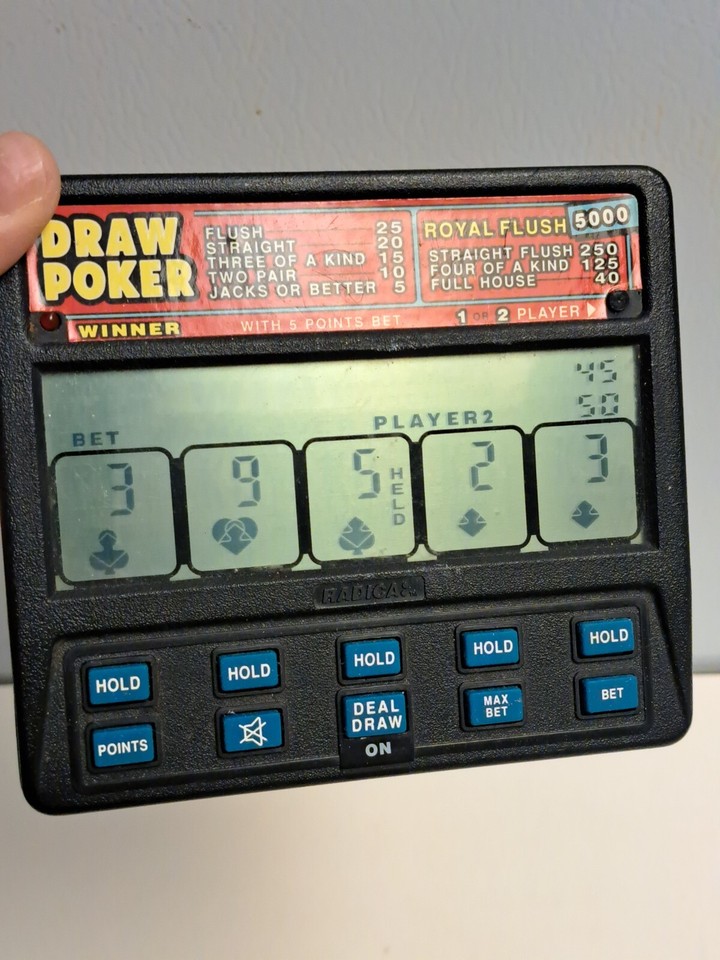 DRAW POKER
FLUSH 25
STRAIGHT 20
THREE OF A KIND 15
TWO PAIR 10
JACKS OR BETTER 5
ROYAL FLUSH 5000
STRAIGHT FLUSH 250
FOUR OF A KIND 125
FULL HOUSE 40
WINNER WITH 5 POINTS BET 1 OR 2 PLAYER
45
50
BET PLAYER2
3 9 5 2 3
HELD
RADICA
HOLD HOLD HOLD HOLD HOLD
POINTS DEAL DRAW MAX BET BET
ON